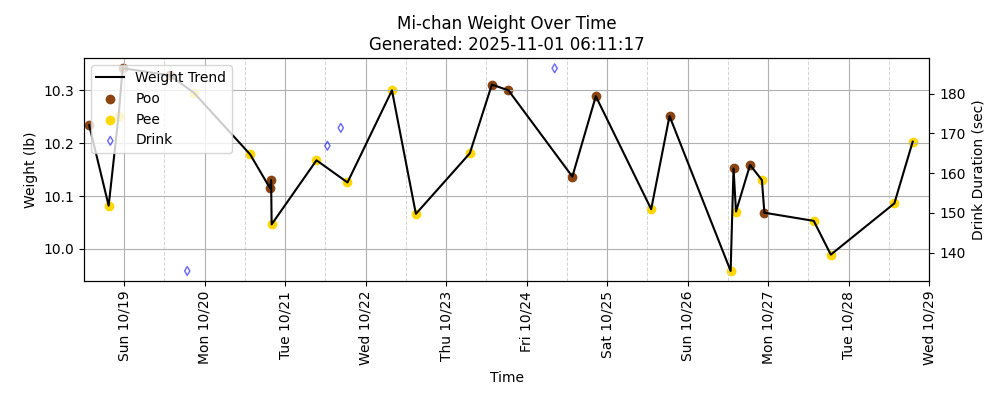 Mi-chan Weight Over Time
Generated: 2025-11-01 06:11:17
Weight Trend
Poo
Pee
Drink
Weight (lb)
10.3
10.2
10.1
10.0
180
170
160
150
140
Drink Duration (sec)
Sun 10/19
Mon 10/20
Tue 10/21
Wed 10/22
Thu 10/23
Fri 10/24
Sat 10/25
Sun 10/26
Mon 10/27
Tue 10/28
Wed 10/29
Time